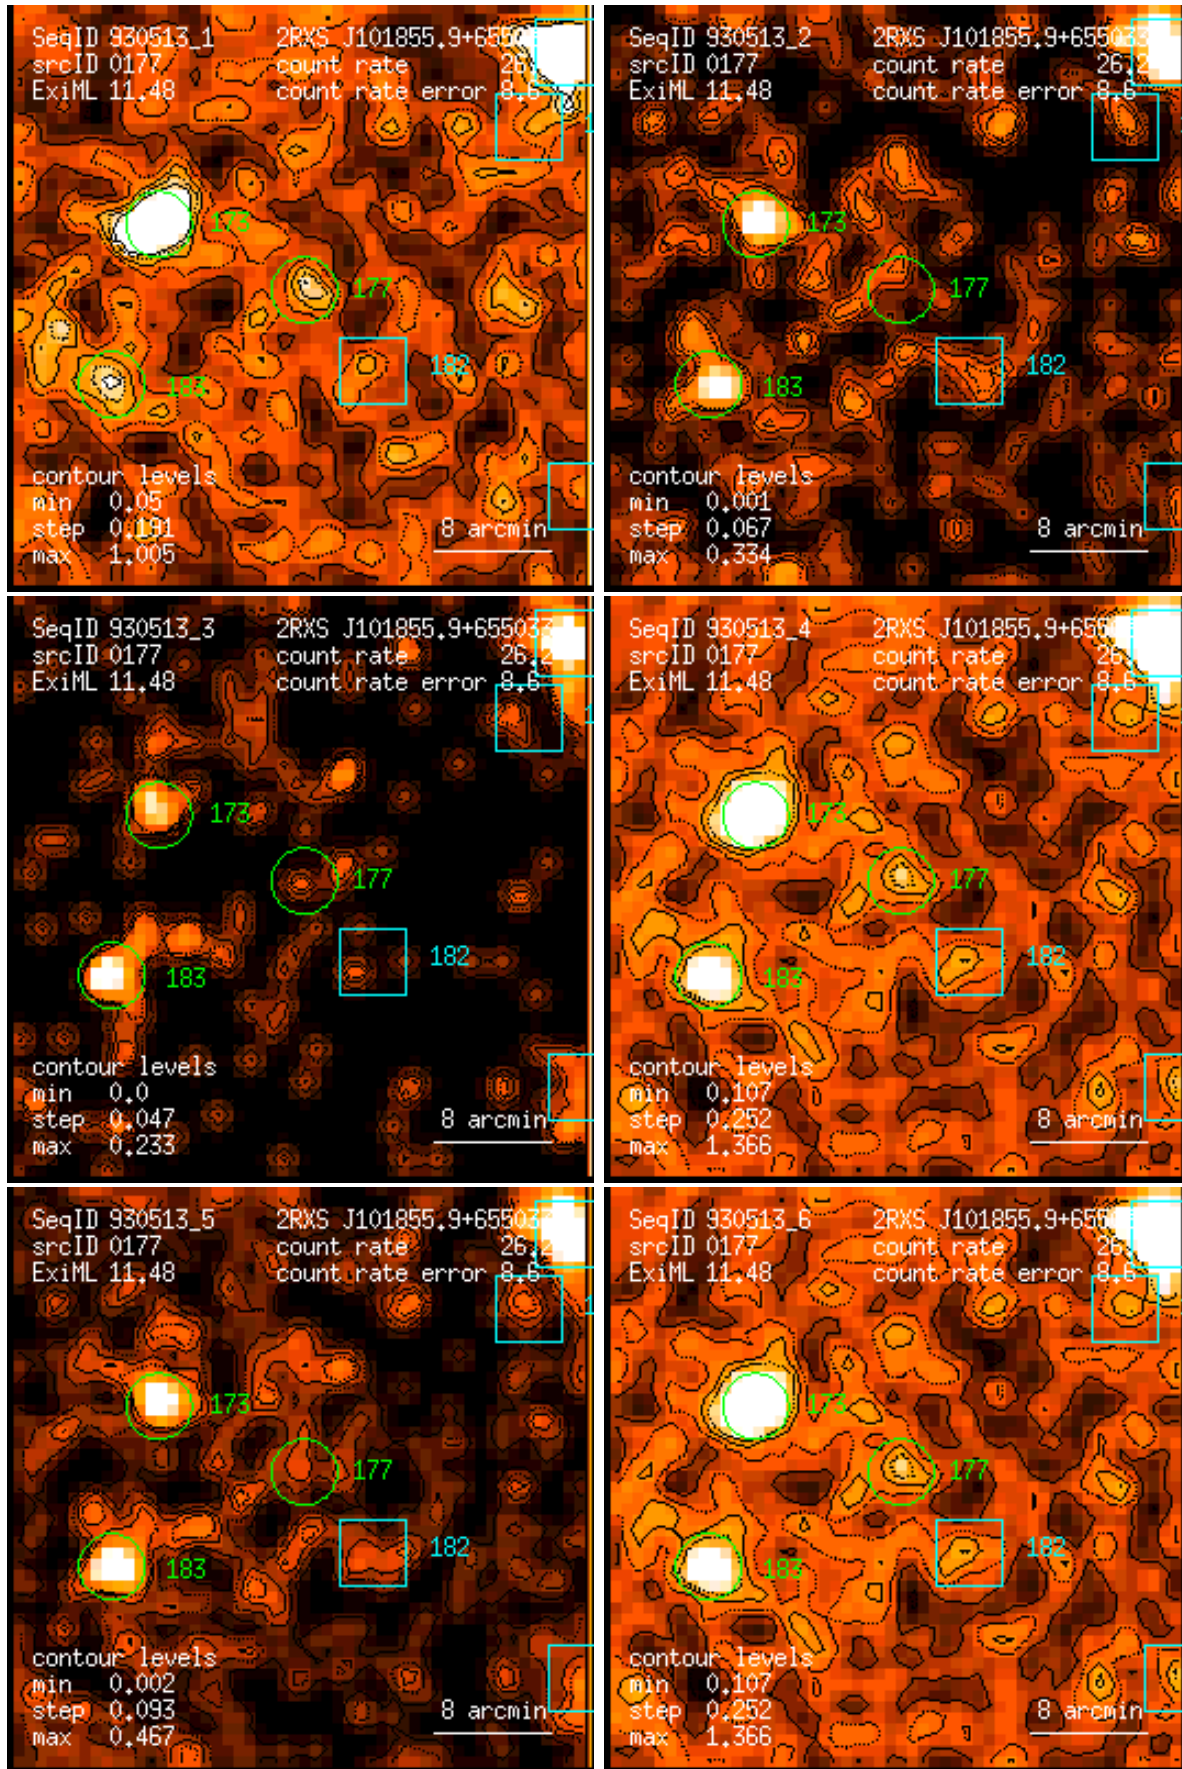 SeqID 930513_1 2RXS J101855.9+65503
srcID 0177 count rate 26.2
ExiML 11.48 count rate error 8.6
173
177
182
183
contour levels
min 0.05
step 0.191
max 1.005
8 arcmin
SeqID 930513_2 2RXS J101855.9+655033
srcID 0177 count rate 26.2
ExiML 11.48 count rate error 8.6
173
177
182
183
contour levels
min 0.001
step 0.067
max 0.334
8 arcmin
SeqID 930513_3 2RXS J101855.9+655033
srcID 0177 count rate 26.2
ExiML 11.48 count rate error 8.6
173
177
182
183
contour levels
min 0.0
step 0.047
max 0.233
8 arcmin
SeqID 930513_4 2RXS J101855.9+655
srcID 0177 count rate 26.2
ExiML 11.48 count rate error 8.6
173
177
182
183
contour levels
min 0.107
step 0.252
max 1.366
8 arcmin
SeqID 930513_5 2RXS J101855.9+655033
srcID 0177 count rate 26.2
ExiML 11.48 count rate error 8.6
173
177
182
183
contour levels
min 0.002
step 0.093
max 0.467
8 arcmin
SeqID 930513_6 2RXS J101855.9+655
srcID 0177 count rate 26.2
ExiML 11.48 count rate error 8.6
173
177
182
183
contour levels
min 0.107
step 0.252
max 1.366
8 arcmin